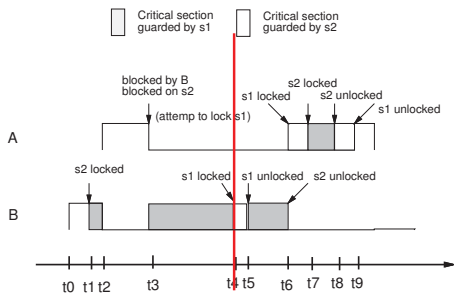 Critical section
guarded by s1
Critical section
guarded by s2
blocked by B
blocked on s2
(attemp to lock s1)
s1 locked
s2 locked
s2 unlocked
s1 unlocked
A
s2 locked
s1 locked
s1 unlocked
s2 unlocked
B
t0 t1 t2 t3 t4 t5 t6 t7 t8 t9